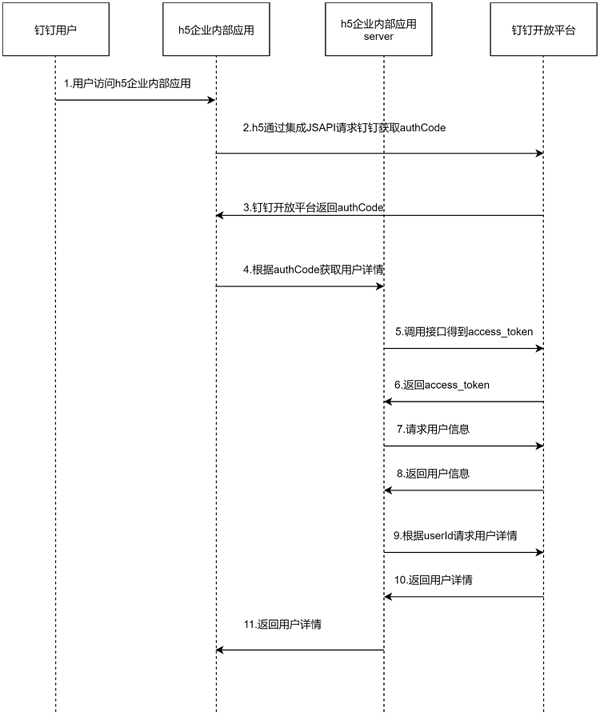 钉钉用户
h5企业内部应用
h5企业内部应用
server
钉钉开放平台
1.用户访问h5企业内部应用
2.h5通过集成JSAPI请求钉钉获取authCode
3.钉钉开放平台返回authCode
4.根据authCode获取用户详情
5.调用接口得到access_token
6.返回access_token
7.请求用户信息
8.返回用户信息
9.根据userId请求用户详情
10.返回用户详情
11.返回用户详情